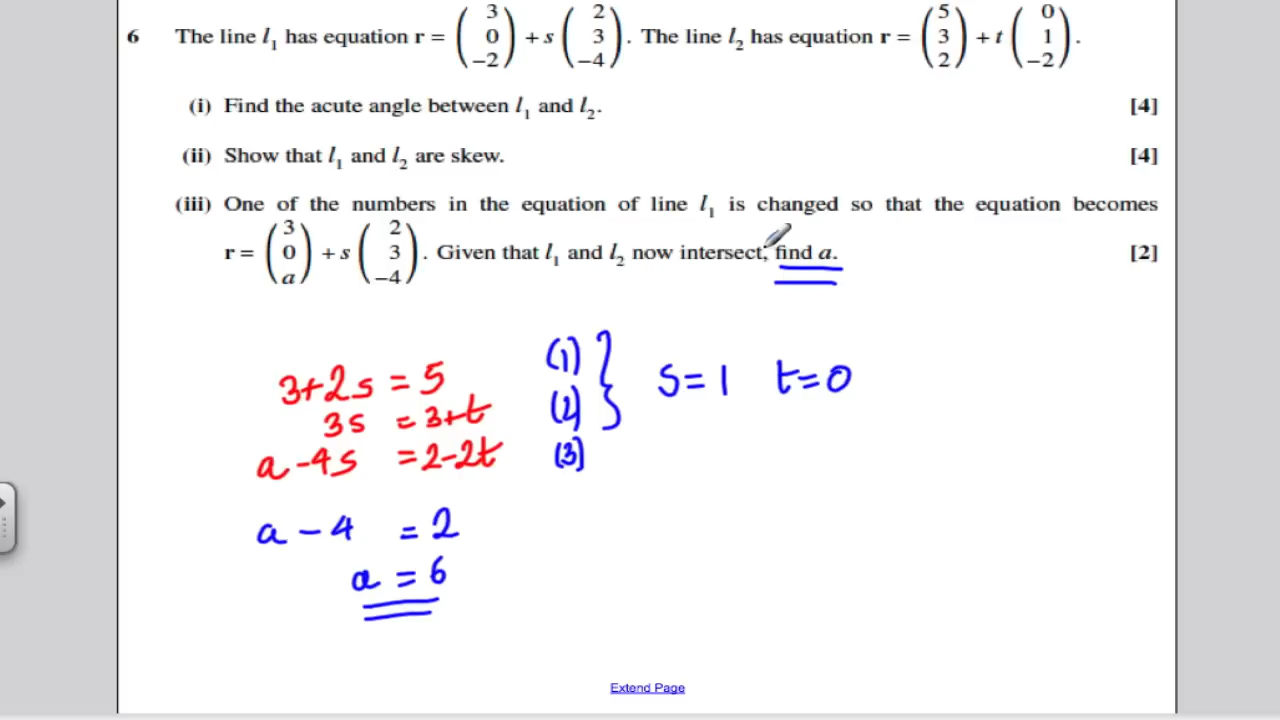 6 The line l₁ has equation r = (3 0 −2) + s (2 3 −4). The line l₂ has equation r = (5 3 2) + t (0 1 −2).
(i) Find the acute angle between l₁ and l₂. [4]
(ii) Show that l₁ and l₂ are skew. [4]
(iii) One of the numbers in the equation of line l₁ is changed so that the equation becomes
r = (3 0 a) + s (2 3 −4). Given that l₁ and l₂ now intersect, find a. [2]
3+2s = 5 (1)
3s = 3+t (2) } s = 1 t = 0
a − 4s = 2−2t (3)
a − 4 = 2
a = 6
Extend Page